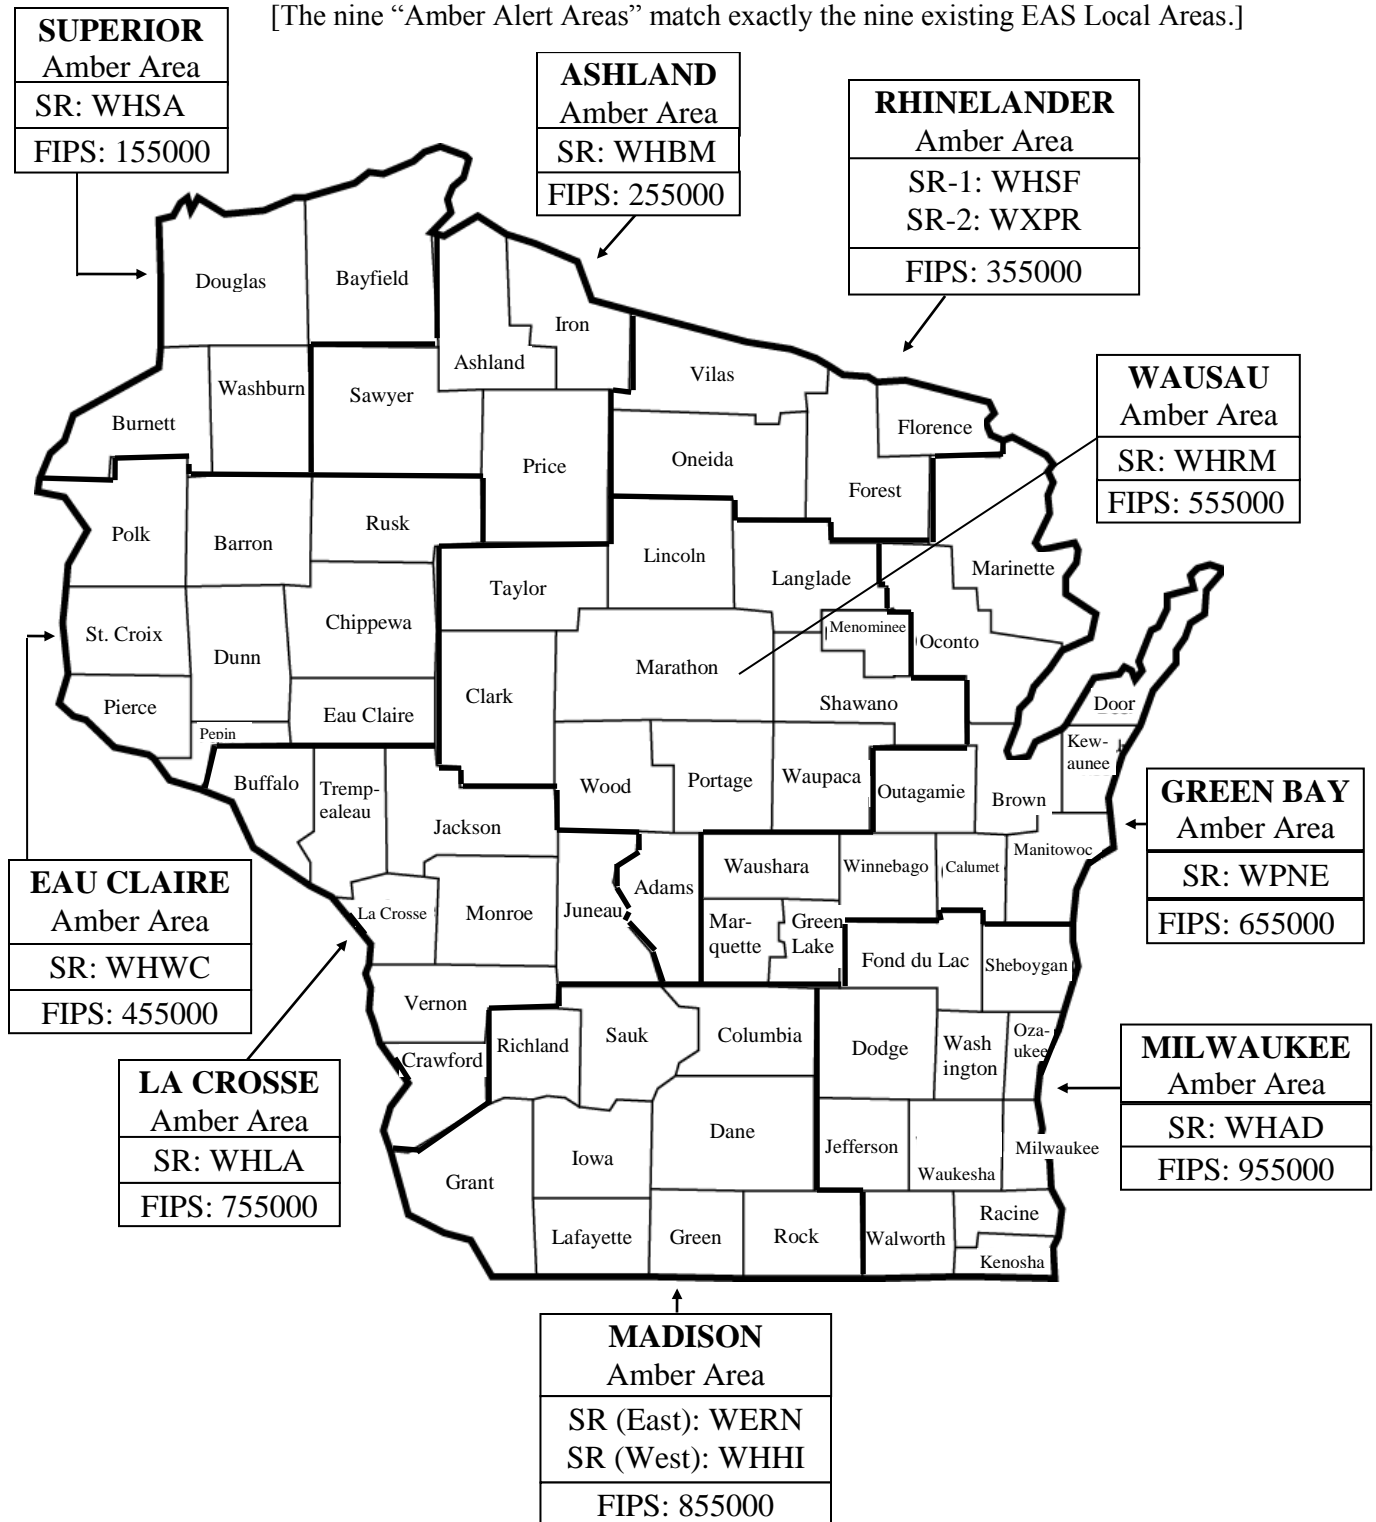 [The nine “Amber Alert Areas” match exactly the nine existing EAS Local Areas.]
SUPERIOR
Amber Area
SR: WHSA
FIPS: 155000
ASHLAND
Amber Area
SR: WHBM
FIPS: 255000
RHINELANDER
Amber Area
SR-1: WHSF
SR-2: WXPR
FIPS: 355000
WAUSAU
Amber Area
SR: WHRM
FIPS: 555000
Douglas
Bayfield
Iron
Ashland
Vilas
Washburn
Sawyer
Burnett
Florence
Price
Oneida
Forest
Polk
Barron
Rusk
Lincoln
Langlade
Marinette
Taylor
St. Croix
Dunn
Chippewa
Menominee
Oconto
Marathon
Clark
Shawano
Pierce
Pepin
Eau Claire
Door
Kew-
aunee
Buffalo
Tremp-
ealeau
Wood
Portage
Waupaca
Outagamie
Brown
Jackson
Manitowoc
Waushara
Winnebago
Calumet
Adams
La Crosse
Monroe
Juneau
Mar-
quette
Green
Lake
Fond du Lac
Sheboygan
Vernon
Crawford
Richland
Sauk
Columbia
Dodge
Wash
ington
Oza-
ukee
Dane
Jefferson
Waukesha
Milwaukee
Grant
Iowa
Lafayette
Green
Rock
Walworth
Racine
Kenosha
GREEN BAY
Amber Area
SR: WPNE
FIPS: 655000
EAU CLAIRE
Amber Area
SR: WHWC
FIPS: 455000
LA CROSSE
Amber Area
SR: WHLA
FIPS: 755000
MILWAUKEE
Amber Area
SR: WHAD
FIPS: 955000
MADISON
Amber Area
SR (East): WERN
SR (West): WHHI
FIPS: 855000